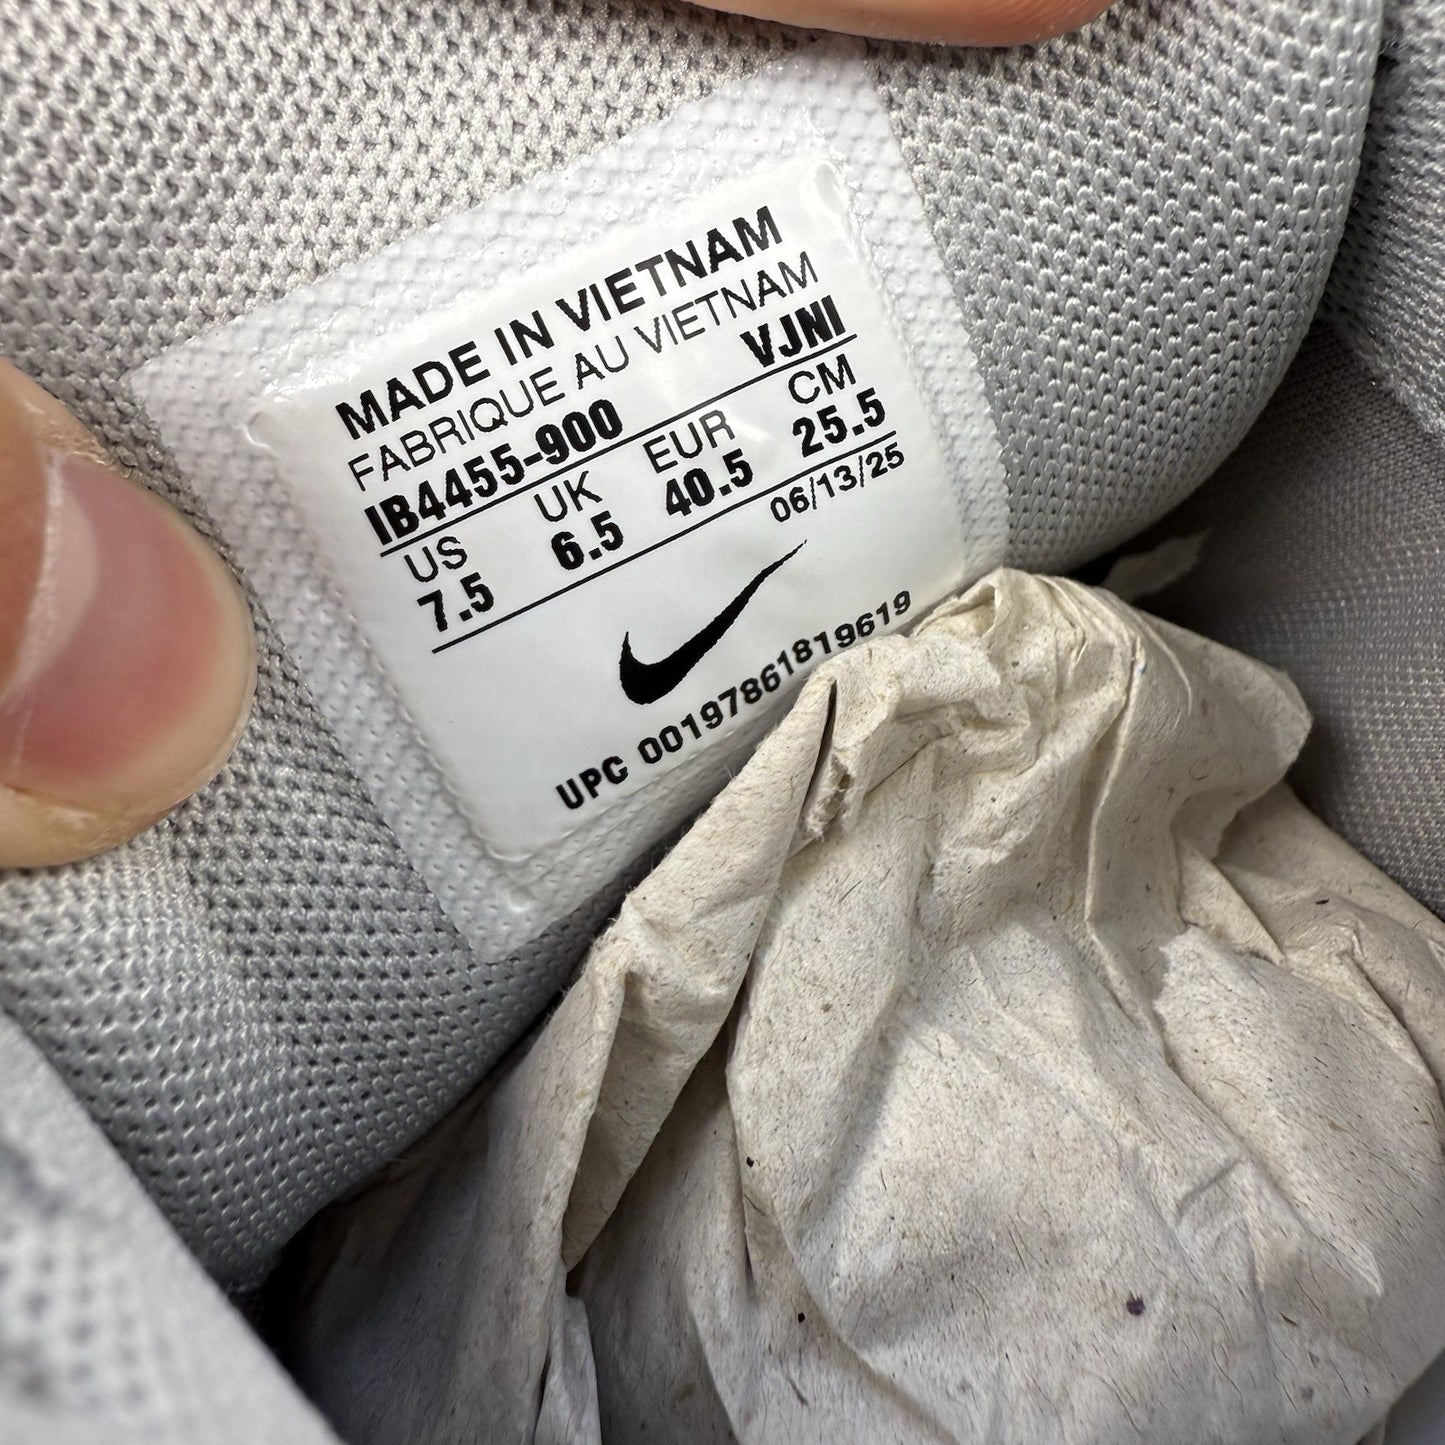 MADE IN VIETNAM
FABRIQUE AU VIETNAM
IB4455-900 VJNI
US UK EUR CM
7.5 6.5 40.5 25.5
06/13/25
UPC 00197861819619